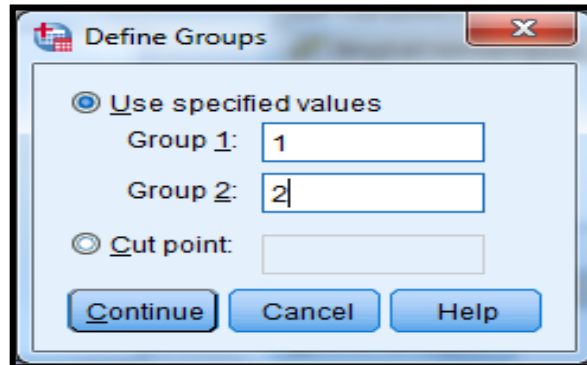 Define Groups
Use specified values
Group 1: 1
Group 2: 2
Cut point:
Continue Cancel Help